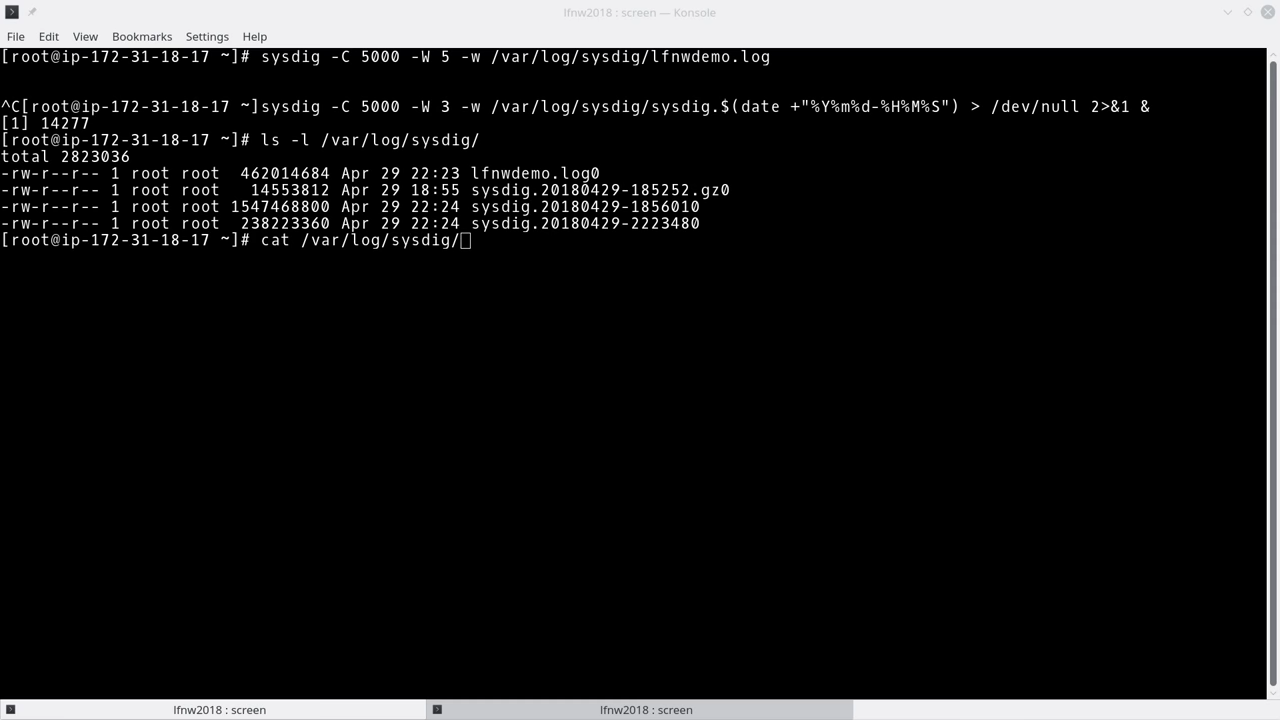 lfnw2018 : screen — Konsole
File Edit View Bookmarks Settings Help
[root@ip-172-31-18-17 ~]# sysdig -C 5000 -W 5 -w /var/log/sysdig/lfnwdemo.log
^C[root@ip-172-31-18-17 ~]sysdig -C 5000 -W 3 -w /var/log/sysdig/sysdig.$(date +"%Y%m%d-%H%M%S") > /dev/null 2>&1 &
[1] 14277
[root@ip-172-31-18-17 ~]# ls -l /var/log/sysdig/
total 2823036
-rw-r--r-- 1 root root  462014684 Apr 29 22:23 lfnwdemo.log0
-rw-r--r-- 1 root root   14553812 Apr 29 18:55 sysdig.20180429-185252.gz0
-rw-r--r-- 1 root root 1547468800 Apr 29 22:24 sysdig.20180429-1856010
-rw-r--r-- 1 root root  238223360 Apr 29 22:24 sysdig.20180429-2223480
[root@ip-172-31-18-17 ~]# cat /var/log/sysdig/
lfnw2018 : screen
lfnw2018 : screen